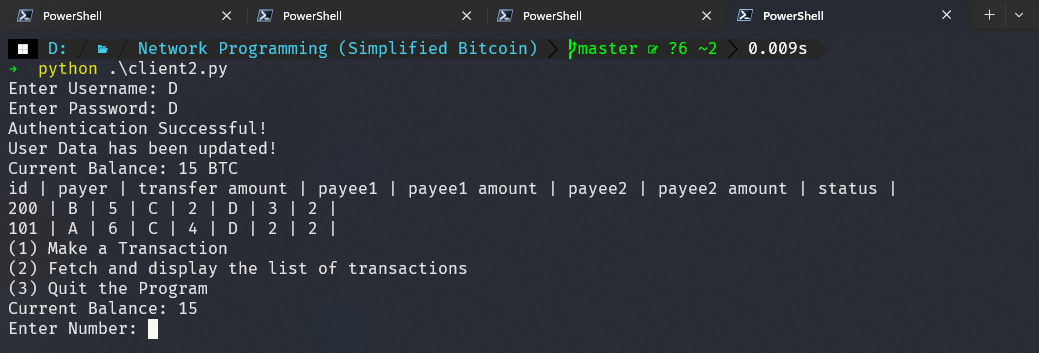 PowerShell PowerShell PowerShell PowerShell
D: / / Network Programming (Simplified Bitcoin) master ?6 ~2 0.009s
→ python .\client2.py
Enter Username: D
Enter Password: D
Authentication Successful!
User Data has been updated!
Current Balance: 15 BTC
id | payer | transfer amount | payee1 | payee1 amount | payee2 | payee2 amount | status |
200 | B | 5 | C | 2 | D | 3 | 2 |
101 | A | 6 | C | 4 | D | 2 | 2 |
(1) Make a Transaction
(2) Fetch and display the list of transactions
(3) Quit the Program
Current Balance: 15
Enter Number: